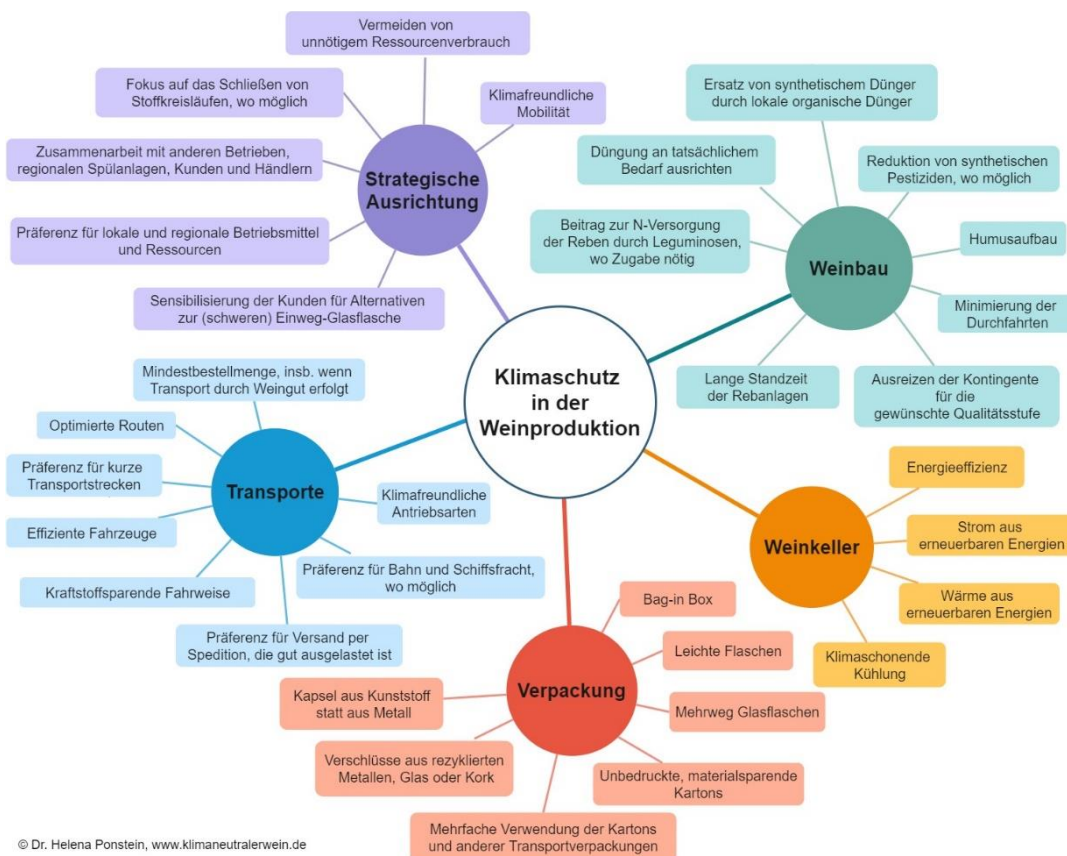 Klimaschutz
in der
Weinproduktion
Strategische
Ausrichtung
Vermeiden von
unnötigem Ressourcenverbrauch
Fokus auf das Schließen von
Stoffkreisläufen, wo möglich
Klimafreundliche
Mobilität
Zusammenarbeit mit anderen Betrieben,
regionalen Spülanlagen, Kunden und Händlern
Präferenz für lokale und regionale Betriebsmittel
und Ressourcen
Sensibilisierung der Kunden für Alternativen
zur (schweren) Einweg-Glasflasche
Weinbau
Ersatz von synthetischem Dünger
durch lokale organische Dünger
Düngung an tatsächlichem
Bedarf ausrichten
Reduktion von synthetischen
Pestiziden, wo möglich
Beitrag zur N-Versorgung
der Reben durch Leguminosen,
wo Zugabe nötig
Humusaufbau
Minimierung der
Durchfahrten
Lange Standzeit
der Rebanlagen
Ausreizen der Kontingente
für die
gewünschte Qualitätsstufe
Transporte
Mindestbestellmenge, insb. wenn
Transport durch Weingut erfolgt
Optimierte Routen
Präferenz für kurze
Transportstrecken
Klimafreundliche
Antriebsarten
Effiziente Fahrzeuge
Präferenz für Bahn und Schiffsfracht,
wo möglich
Kraftstoffsparende Fahrweise
Präferenz für Versand per
Spedition, die gut ausgelastet ist
Weinkeller
Energieeffizienz
Strom aus
erneuerbaren Energien
Wärme aus
erneuerbaren Energien
Klimaschonende
Kühlung
Verpackung
Bag-in Box
Leichte Flaschen
Kapsel aus Kunststoff
statt aus Metall
Mehrweg Glasflaschen
Verschlüsse aus rezyklierten
Metallen, Glas oder Kork
Unbedruckte, materialsparende
Kartons
Mehrfache Verwendung der Kartons
und anderer Transportverpackungen
© Dr. Helena Ponstein, www.klimaneutralerwein.de